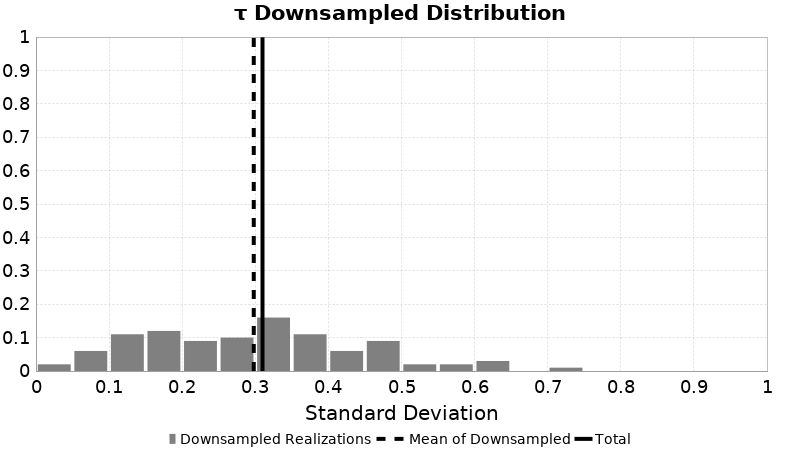 τ Downsampled Distribution
1
0.9
0.8
0.7
0.6
0.5
0.4
0.3
0.2
0.1
0
0 0.1 0.2 0.3 0.4 0.5 0.6 0.7 0.8 0.9 1
Standard Deviation
Downsampled Realizations Mean of Downsampled Total